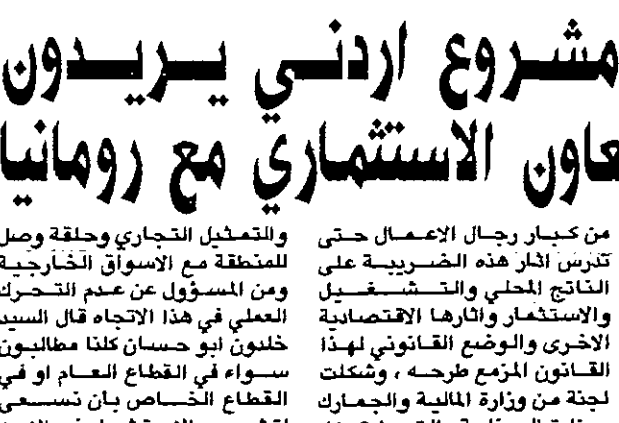 مشروع اردني يريدون
عاون الاستثماري مع رومانيا
من كبار رجال الاعمال حتى
تدرس اثار هذه الضريبة على
الناتج المحلي والتشغيل
والاستثمار واثارها الاقتصادية
الاخرى والوضع القانوني لهذا
القانون المزمع طرحه ، وشكلت
لجنة من وزارة المالية والجمارك
والتمثيل التجاري وحلقة وصل
للمنطقة مع الاسواق الخارجية
ومن المسؤول عن عدم التحرك
العملي في هذا الاتجاه قال السيد
خلدون ابو حسان كلنا مطالبون
سواء في القطاع العام او في
القطاع الخاص بان نسعى